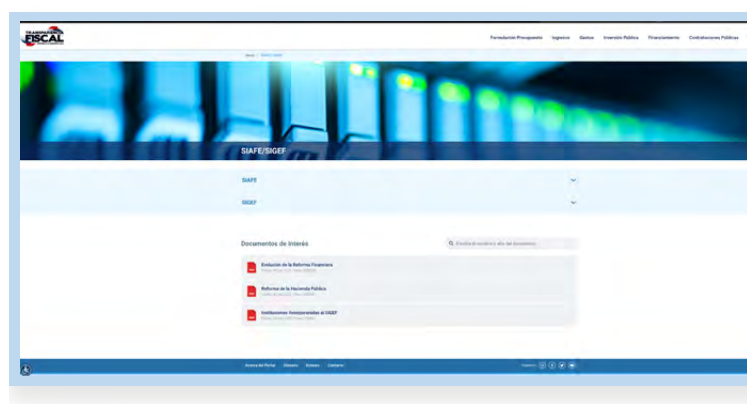 TRANSPARENCIA
FISCAL
Formulación Presupuesto Ingresos Gastos Inversión Pública Financiamiento Contrataciones Públicas
SIAFE/SIGEF
SIAFE
SIGEF
Documentos de Interés
Evolución de la Reforma Financiera
Reforma de la Hacienda Pública
Instituciones Incorporadas al SIGEF
Acerca del Portal Glosario Enlaces Contacto